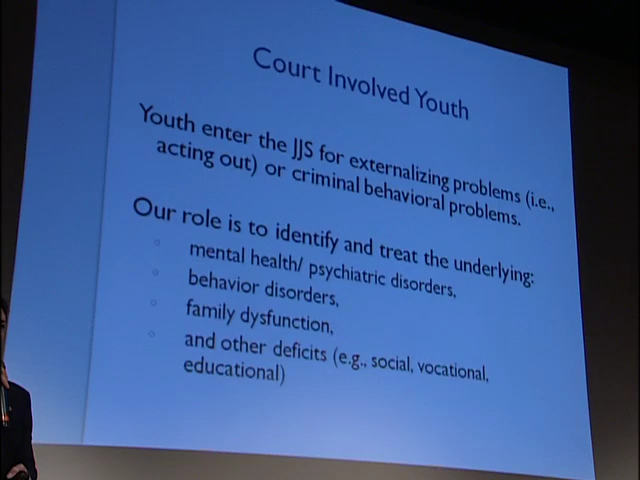 Court Involved Youth
Youth enter the JJS for externalizing problems (i.e.,
acting out) or criminal behavioral problems.
Our role is to identify and treat the underlying:
mental health/ psychiatric disorders,
behavior disorders,
family dysfunction,
and other deficits (e.g., social, vocational,
educational)